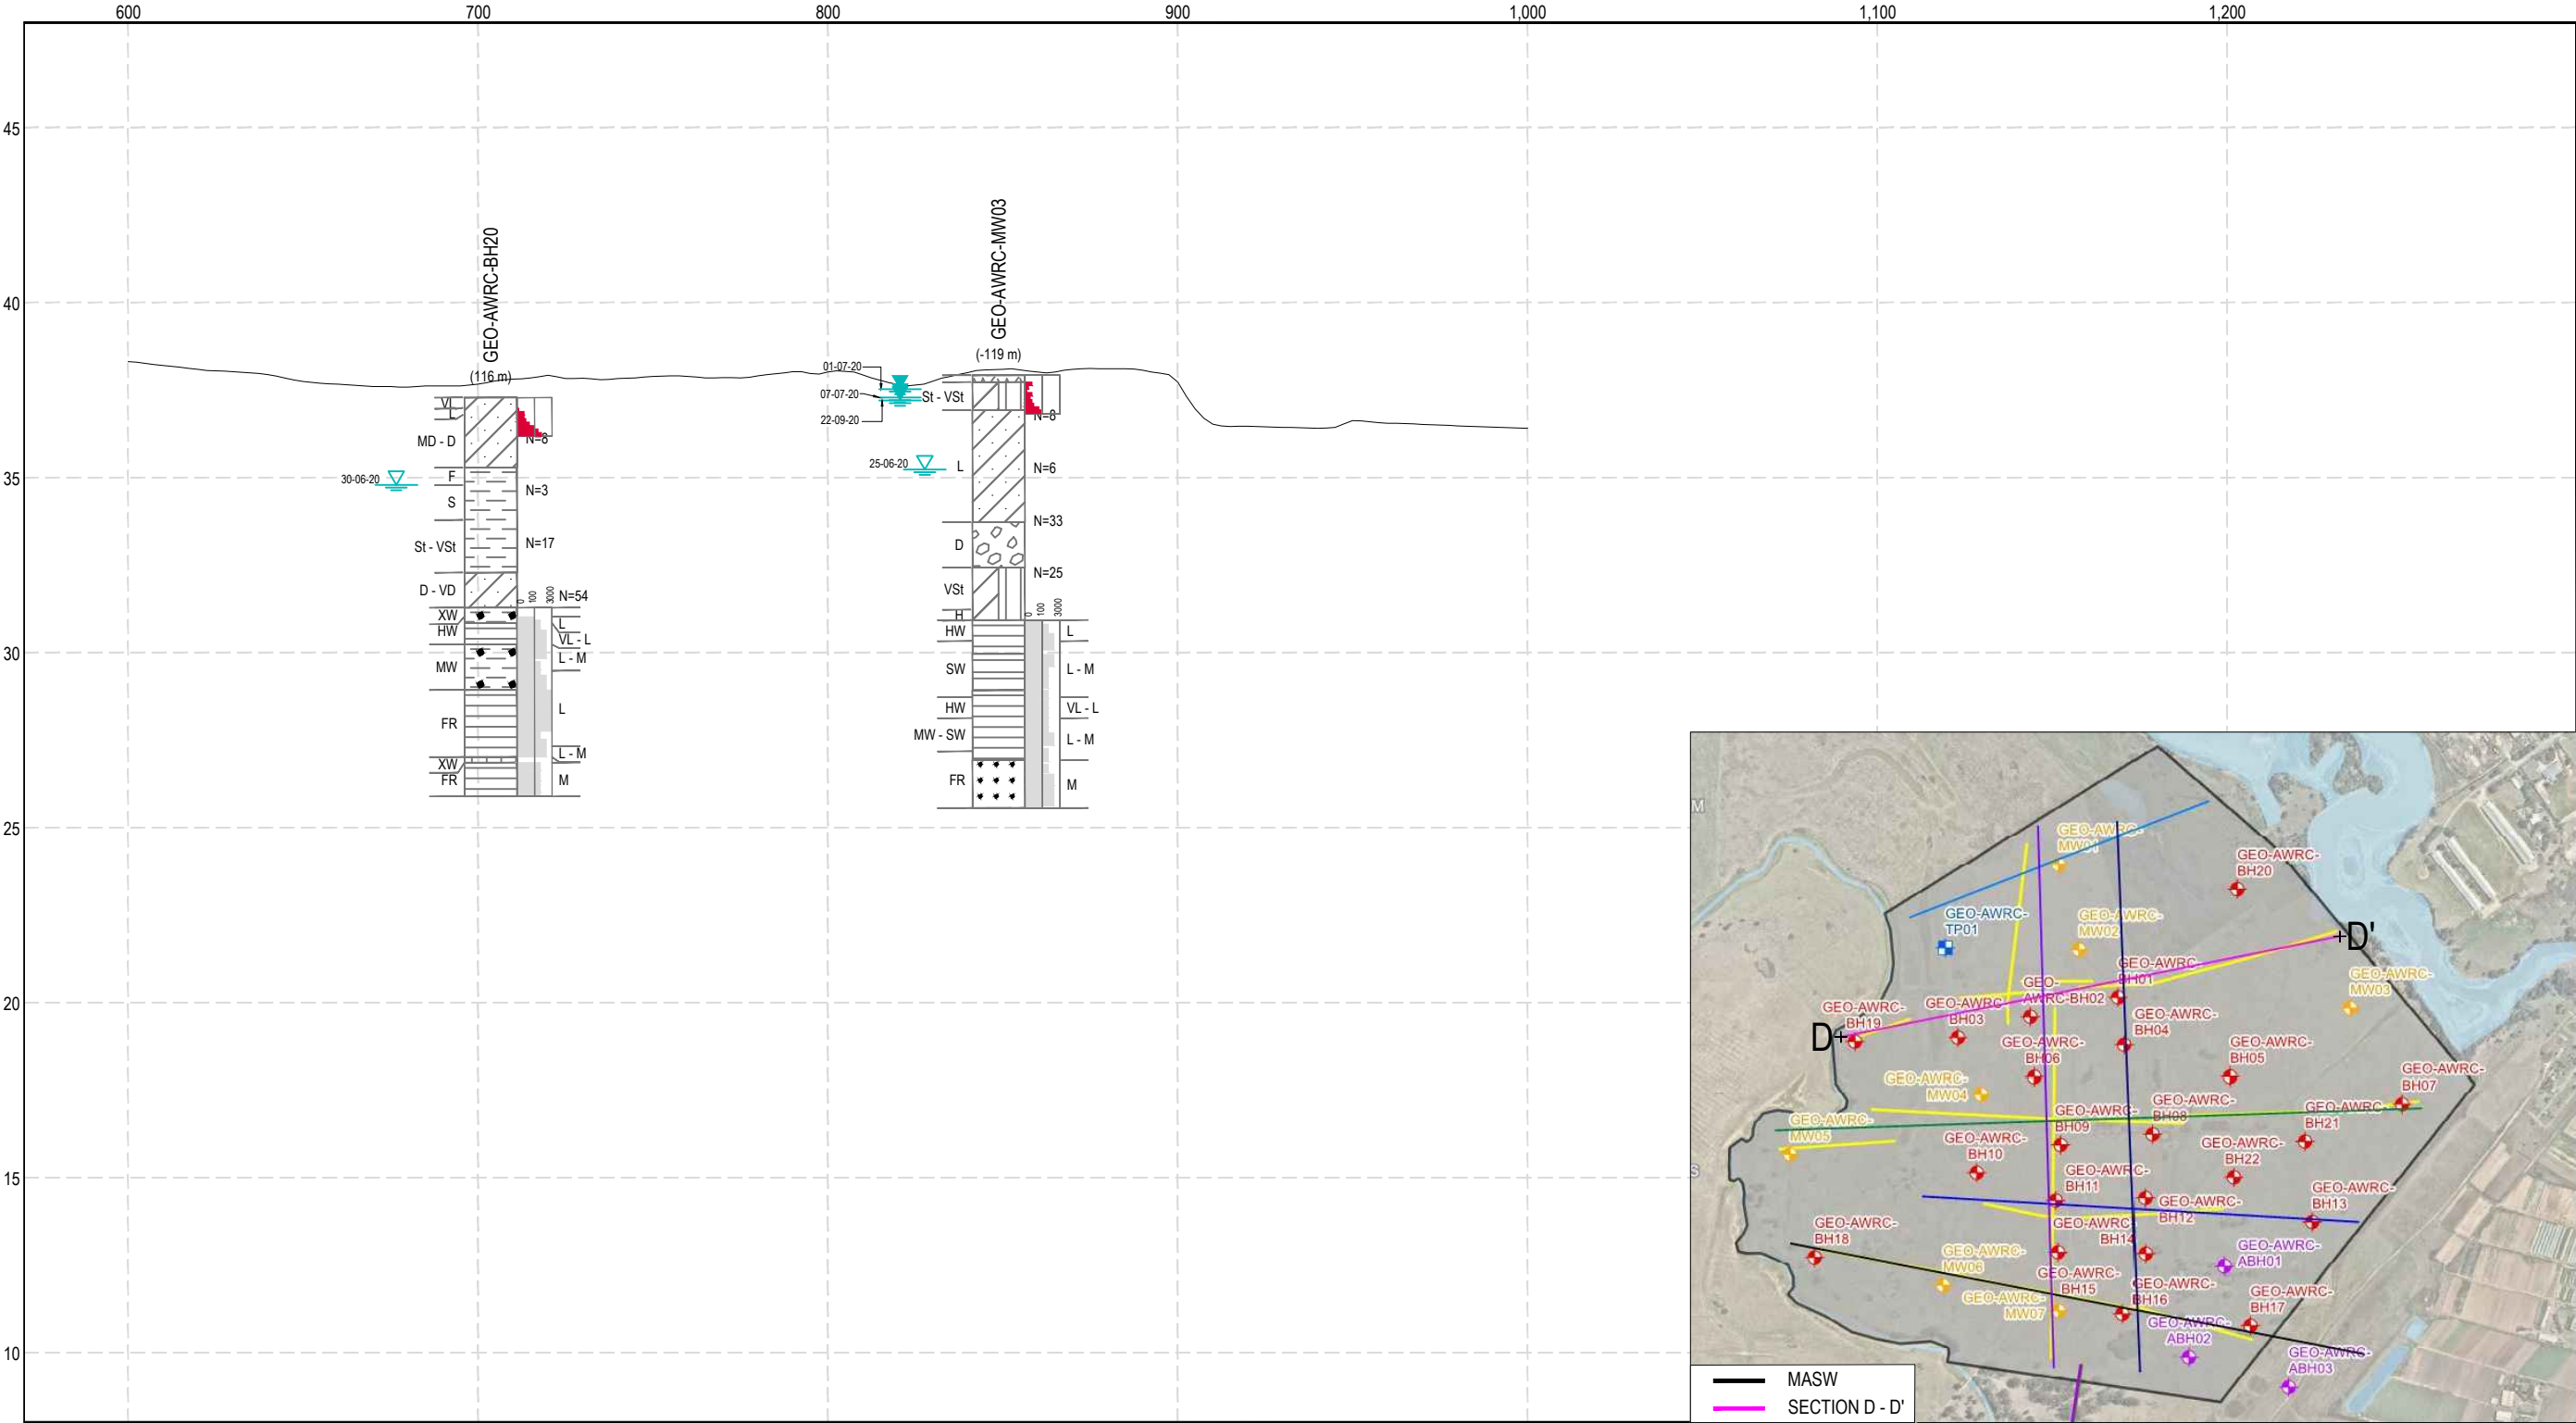 600
700
800
900
1,000
1,100
1,200
45
40
35
30
25
20
15
10
GEO-AWRC-BH20
(116 m)
VL
L
MD - D
F
S
St - VSt
D - VD
XW
HW
MW
FR
XW
FR
30-06-20
N=8
N=3
N=17
N=54
0
100
3000
L
VL - L
L - M
L
L - M
M
GEO-AWRC-MW03
(-119 m)
01-07-20
07-07-20
22-09-20
25-06-20
St - VSt
L
D
VSt
H
HW
SW
HW
MW - SW
FR
N=8
N=6
N=33
N=25
0
100
3000
L
L - M
VL - L
L - M
M
M
S
GEO-AWRC-
MW01
GEO-AWRC-
BH20
GEO-AWRC-
TP01
GEO-AWRC-
MW02
D'
GEO-AWRC-
BH01
GEO-AWRC-
MW03
GEO-
AWRC-BH02
GEO-AWRC-
BH19
GEO-AWRC-
BH03
D
GEO-AWRC-
BH04
GEO-AWRC-
BH06
GEO-AWRC-
BH05
GEO-AWRC-
BH07
GEO-AWRC-
MW04
GEO-AWRC-
BH08
GEO-AWRC-
BH09
GEO-AWRC-
BH21
GEO-AWRC-
MW05
GEO-AWRC-
BH10
GEO-AWRC-
BH22
GEO-AWRC-
BH11
GEO-AWRC-
BH13
GEO-AWRC-
BH12
GEO-AWRC-
BH18
GEO-AWRC-
BH14
GEO-AWRC-
MW06
GEO-AWRC-
ABH01
GEO-AWRC-
BH15
GEO-AWRC-
BH16
GEO-AWRC-
MW07
GEO-AWRC-
BH17
GEO-AWRC-
ABH02
GEO-AWRC-
ABH03
MASW
SECTION D - D'